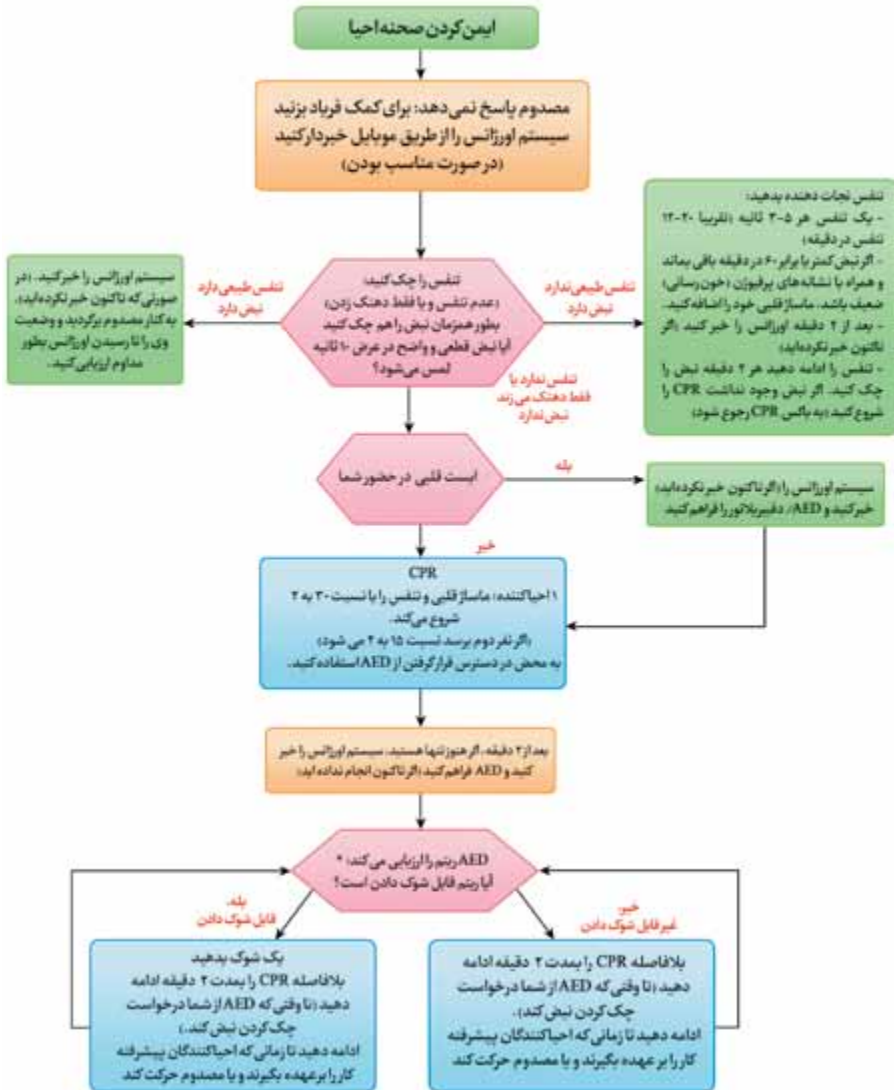 ایمن کردن صحنه احیا
مصدوم پاسخ نمی‌دهد: برای کمک فریاد بزنید
سیستم اورژانس را از طریق موبایل خبردار کنید
(در صورت مناسب بودن)
تنفس نجات دهنده بدهید:
- یک تنفس هر ۵-۳ ثانیه (تقریبا ۲۰-۱۲
تنفس در دقیقه)
- اگر نبض کمتر یا برابر ۶۰ در دقیقه باقی بماند
و همراه با نشانه‌های پرفیوژن (خون‌رسانی)
ضعیف باشد، ماساژ قلبی خود را اضافه کنید.
- بعد از ۲ دقیقه اورژانس را خبر کنید (اگر
تاکنون خبر نکرده‌اید)
- تنفس را ادامه دهید هر ۲ دقیقه نبض را
چک کنید. اگر نبض وجود نداشت CPR را
شروع کنید (به باکس CPR رجوع شود)
تنفس طبیعی ندارد
نبض دارد
تنفس را چک کنید:
(عدم تنفس و یا فقط دهنک زدن)
بطور همزمان نبض را هم چک کنید
آیا نبض قطعی و واضح در عرض ۱۰ ثانیه
لمس می‌شود؟
تنفس طبیعی دارد
نبض دارد
سیستم اورژانس را خبر کنید. (در
صورتی که تاکنون خبر نکرده‌اید)،
به کنار مصدوم برگردید و وضعیت
وی را تا رسیدن اورژانس بطور
مداوم ارزیابی کنید.
تنفس ندارد یا
فقط دهنک می‌زند
نبض ندارد
ایست قلبی در حضور شما
بله
سیستم اورژانس را (اگر تاکنون خبر نکرده‌اید)
خبر کنید و AED/ دفیبریلاتور را فراهم کنید
خیر
CPR
۱ احیاکننده: ماساژ قلبی و تنفس را با نسبت ۳۰ به ۲
شروع می‌کند.
(اگر نفر دوم برسد نسبت ۱۵ به ۲ می شود)
به محض در دسترس قرار گرفتن از AED استفاده کنید.
بعد از ۲ دقیقه، اگر هنوز تنها هستید، سیستم اورژانس را خبر
کنید و AED فراهم کنید (اگر تاکنون انجام نداده اید)
AED ریتم را ارزیابی می‌کند: *
آیا ریتم قابل شوک دادن است؟
خیر،
غیر قابل شوک دادن
بله،
قابل شوک دادن
بلافاصله CPR را بمدت ۲ دقیقه ادامه
دهید (تا وقتی که AED از شما درخواست
چک کردن نبض کند).
ادامه دهید تا زمانی که احیاکنندگان پیشرفته
کار را بر عهده بگیرند و یا مصدوم حرکت کند
یک شوک بدهید
بلافاصله CPR را بمدت ۲ دقیقه ادامه
دهید (تا وقتی که AED از شما درخواست
چک کردن نبض کند.)
ادامه دهید تا زمانی که احیاکنندگان پیشرفته
کار را بر عهده بگیرند و یا مصدوم حرکت کند